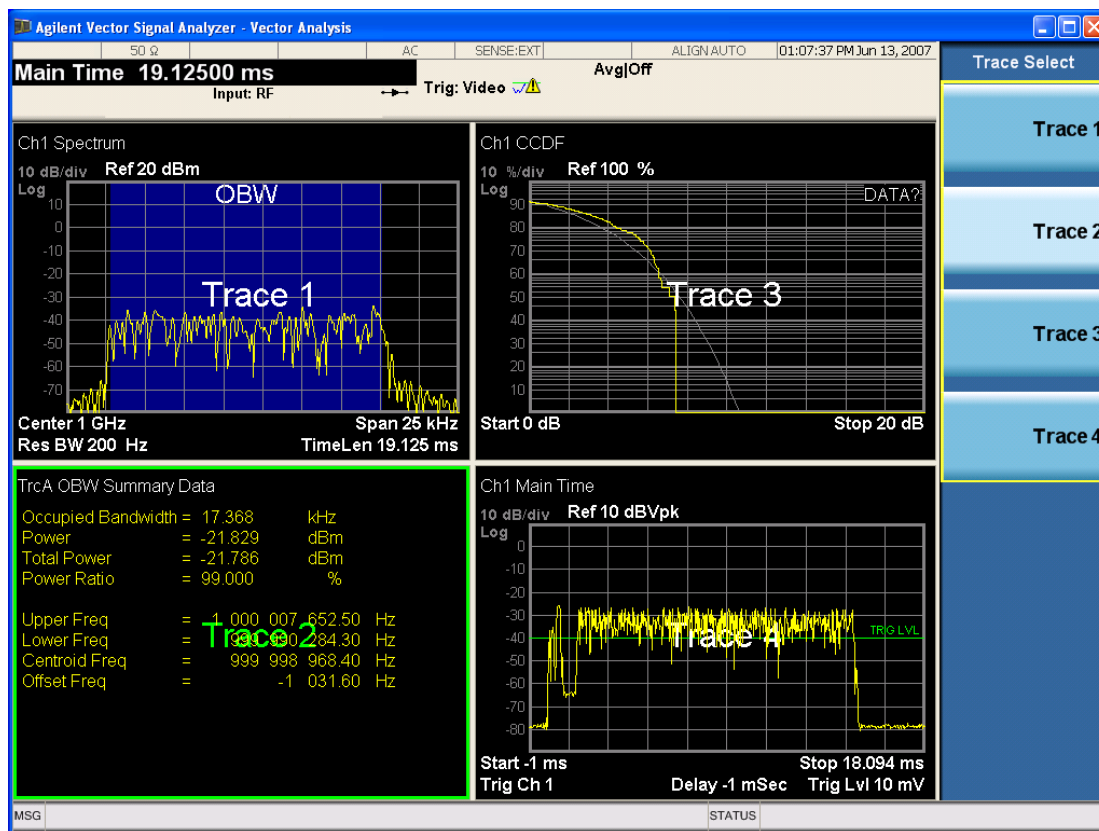 Agilent Vector Signal Analyzer - Vector Analysis
50 Ω AC SENSE:EXT ALIGN AUTO 01:07:37 PM Jun 13, 2007
Main Time 19.12500 ms
Input: RF
Trig: Video
Avg|Off
Trace Select
Trace 1
Trace 2
Trace 3
Trace 4
Ch1 Spectrum
10 dB/div Ref 20 dBm
Log
OBW
10
0
-10
-20
-30
-40
-50
-60
-70
Trace 1
Center 1 GHz Span 25 kHz
Res BW 200 Hz TimeLen 19.125 ms
Ch1 CCDF
10 %/div Ref 100 %
Log
DATA?
90
80
70
60
50
40
30
20
10
Trace 3
Start 0 dB Stop 20 dB
TrcA OBW Summary Data
Occupied Bandwidth = 17.368 kHz
Power = -21.829 dBm
Total Power = -21.786 dBm
Power Ratio = 99.000 %
Upper Freq = 1 000 007 652.50 Hz
Lower Freq = 999 990 284.30 Hz
Centroid Freq = 999 998 968.40 Hz
Offset Freq = -1 031.60 Hz
Trace 2
Ch1 Main Time
10 dB/div Ref 10 dBVpk
Log
0
-10
-20
-30
-40
-50
-60
-70
-80
TRIG LVL
Trace 4
Start -1 ms Stop 18.094 ms
Trig Ch 1 Delay -1 mSec Trig Lvl 10 mV
MSG STATUS